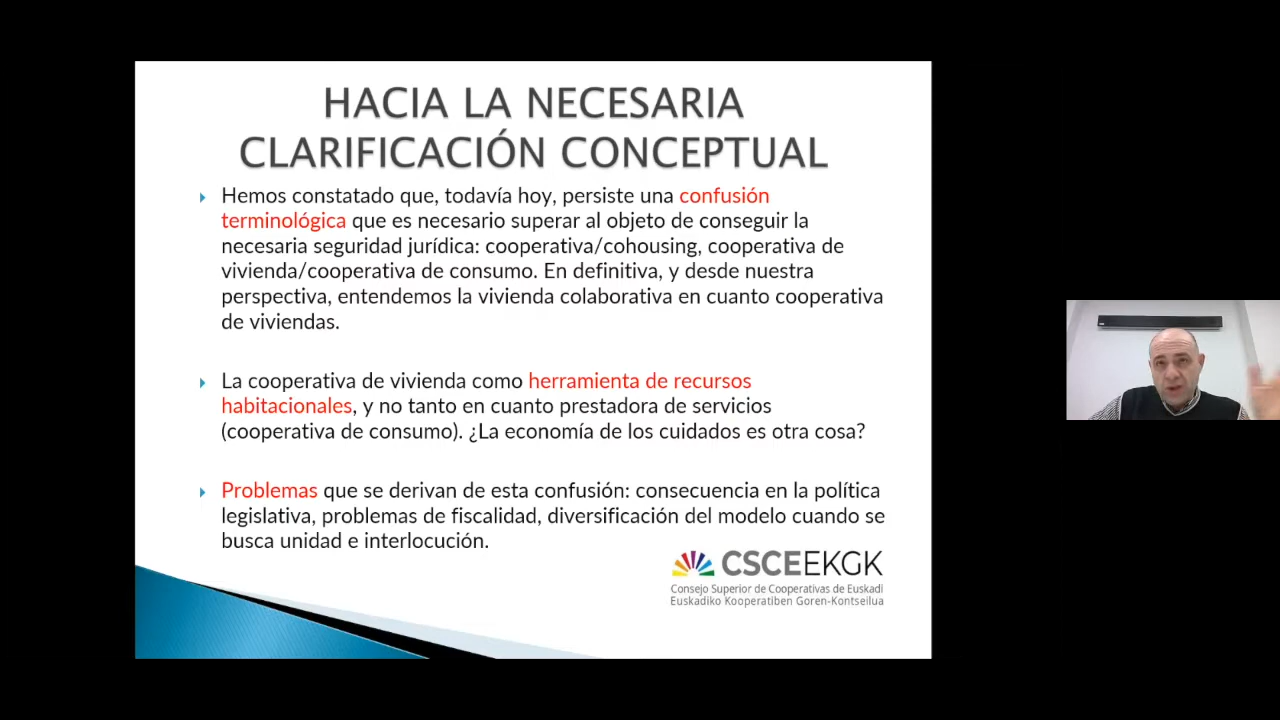 HACIA LA NECESARIA
CLARIFICACIÓN CONCEPTUAL
Hemos constatado que, todavía hoy, persiste una confusión
terminológica que es necesario superar al objeto de conseguir la
necesaria seguridad jurídica: cooperativa/cohousing, cooperativa de
vivienda/cooperativa de consumo. En definitiva, y desde nuestra
perspectiva, entendemos la vivienda colaborativa en cuanto cooperativa
de viviendas.
La cooperativa de vivienda como herramienta de recursos
habitacionales, y no tanto en cuanto prestadora de servicios
(cooperativa de consumo). ¿La economía de los cuidados es otra cosa?
Problemas que se derivan de esta confusión: consecuencia en la política
legislativa, problemas de fiscalidad, diversificación del modelo cuando se
busca unidad e interlocución.
CSCEEKGK
Consejo Superior de Cooperativas de Euskadi
Euskadiko Kooperatiben Goren-Kontseilua